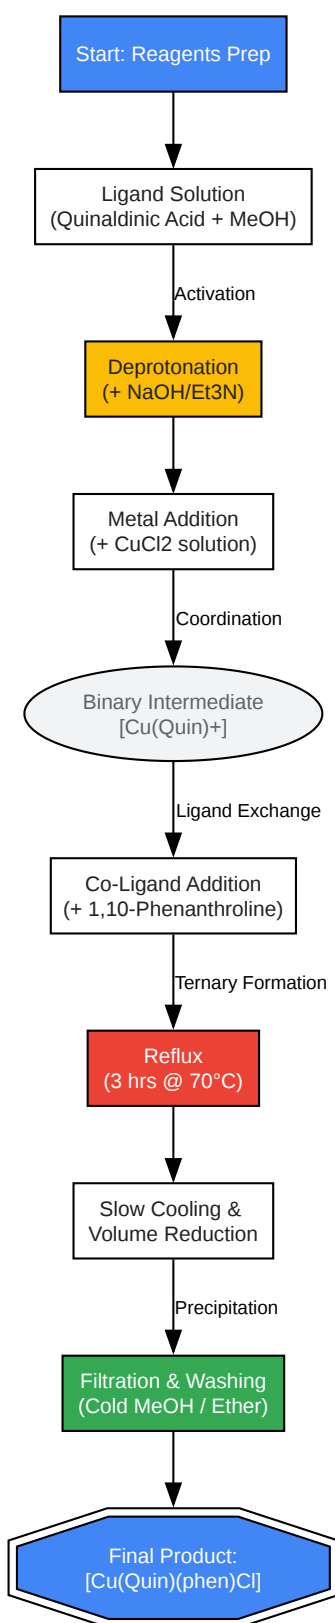 Start: Reagents Prep
Ligand Solution
(Quinaldinic Acid + MeOH)
Activation
Deprotonation
(+ NaOH/Et3N)
Metal Addition
(+ CuCl2 solution)
Coordination
Binary Intermediate
[Cu(Quin)+]
Ligand Exchange
Co-Ligand Addition
(+ 1,10-Phenanthroline)
Ternary Formation
Reflux
(3 hrs @ 70°C)
Slow Cooling &
Volume Reduction
Precipitation
Filtration & Washing
(Cold MeOH / Ether)
Final Product:
[Cu(Quin)(phen)Cl]